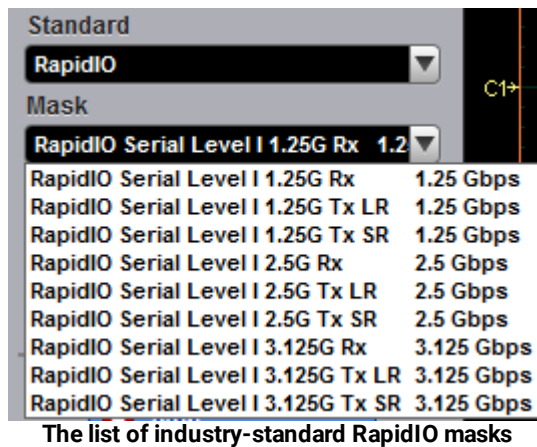 Standard
RapidIO
C1
Mask
RapidIO Serial Level I 1.25G Rx 1.2
RapidIO Serial Level I 1.25G Rx 1.25 Gbps
RapidIO Serial Level I 1.25G Tx LR 1.25 Gbps
RapidIO Serial Level I 1.25G Tx SR 1.25 Gbps
RapidIO Serial Level I 2.5G Rx 2.5 Gbps
RapidIO Serial Level I 2.5G Tx LR 2.5 Gbps
RapidIO Serial Level I 2.5G Tx SR 2.5 Gbps
RapidIO Serial Level I 3.125G Rx 3.125 Gbps
RapidIO Serial Level I 3.125G Tx LR 3.125 Gbps
RapidIO Serial Level I 3.125G Tx SR 3.125 Gbps
The list of industry-standard RapidIO masks